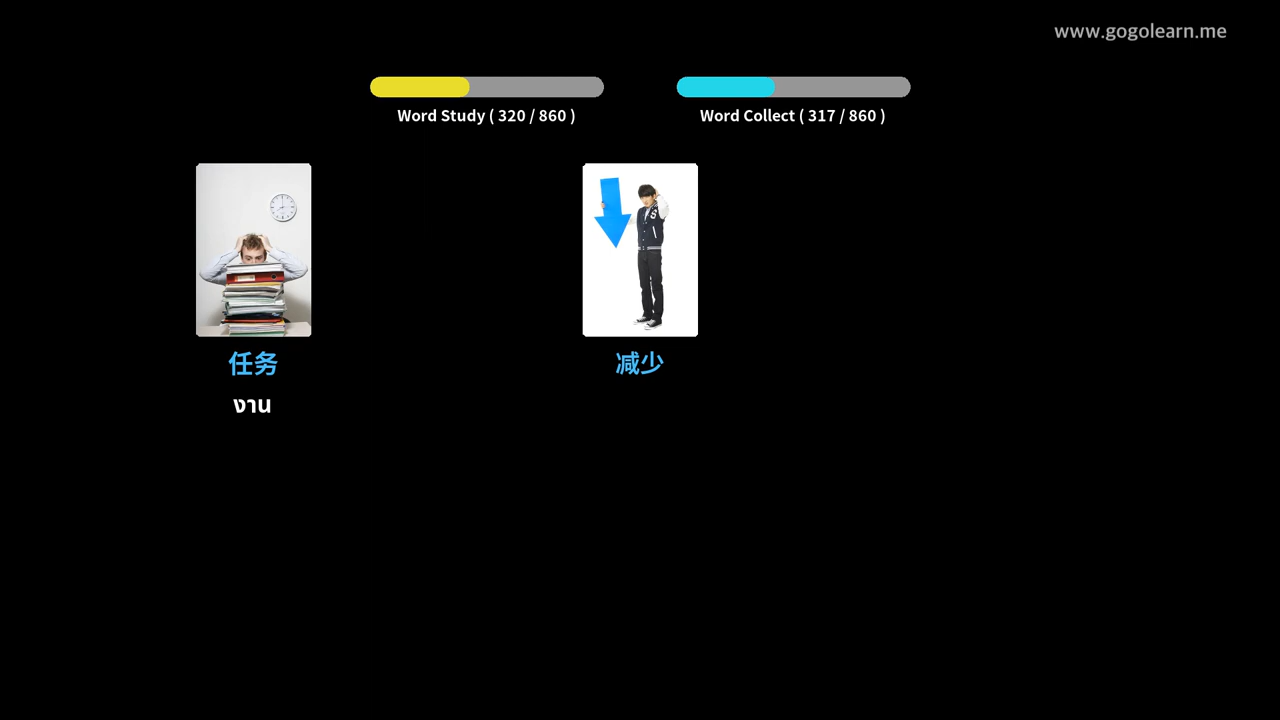 www.gogolearn.me
Word Study ( 320 / 860 )
Word Collect ( 317 / 860 )
任务
减少
งาน